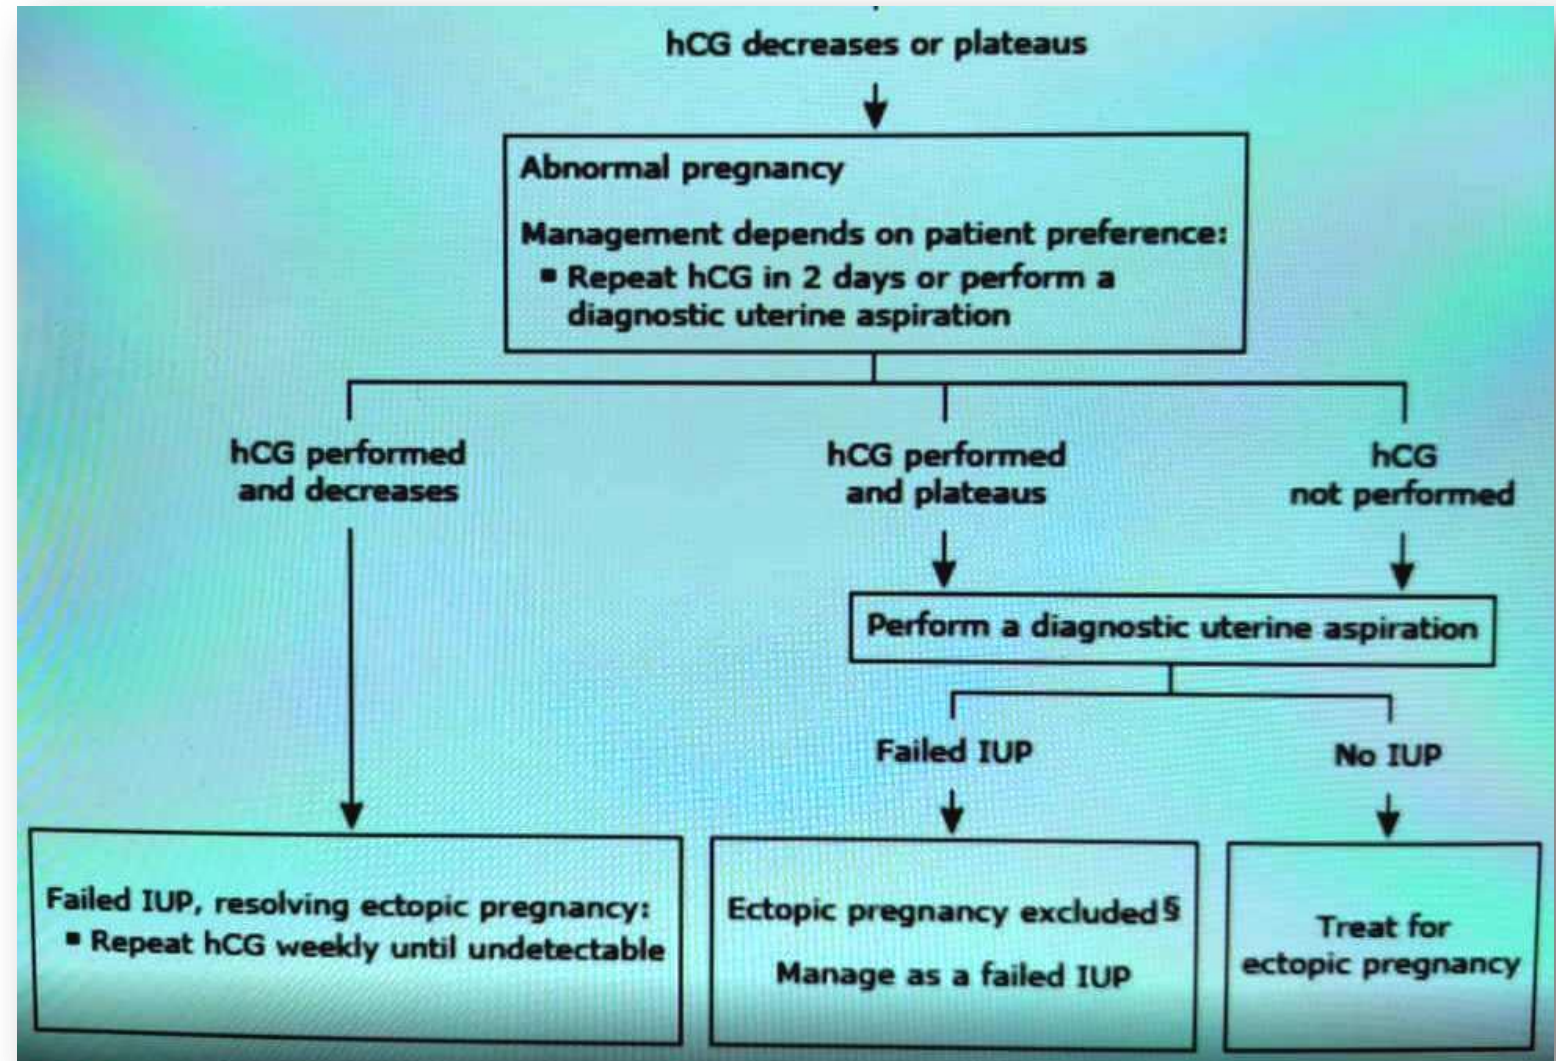 hCG decreases or plateaus
Abnormal pregnancy
Management depends on patient preference:
▪ Repeat hCG in 2 days or perform a
diagnostic uterine aspiration
hCG performed
and decreases
hCG performed
and plateaus
hCG
not performed
Perform a diagnostic uterine aspiration
Failed IUP
No IUP
Failed IUP, resolving ectopic pregnancy:
▪ Repeat hCG weekly until undetectable
Ectopic pregnancy excluded§
Manage as a failed IUP
Treat for
ectopic pregnancy